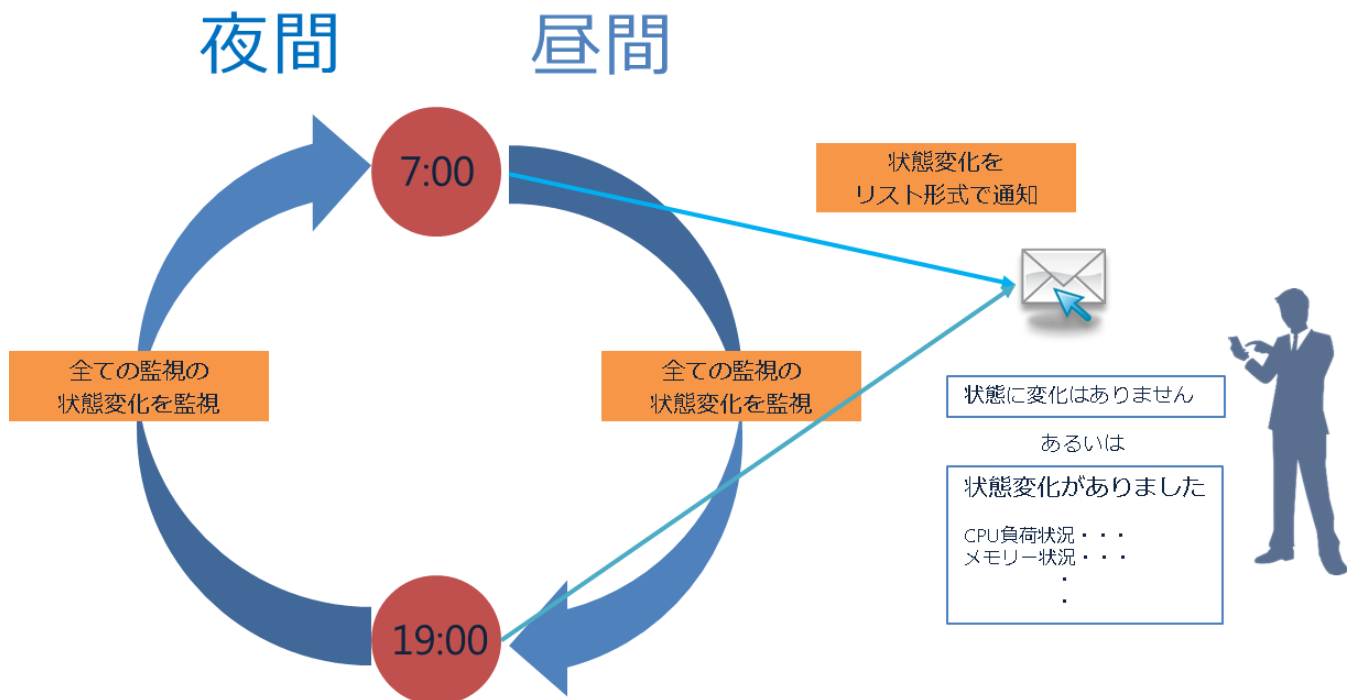 夜間
昼間
7:00
状態変化を
リスト形式で通知
全ての監視の
状態変化を監視
全ての監視の
状態変化を監視
状態に変化はありません
あるいは
状態変化がありました
CPU負荷状況・・・
メモリー状況・・・
・
・
19:00